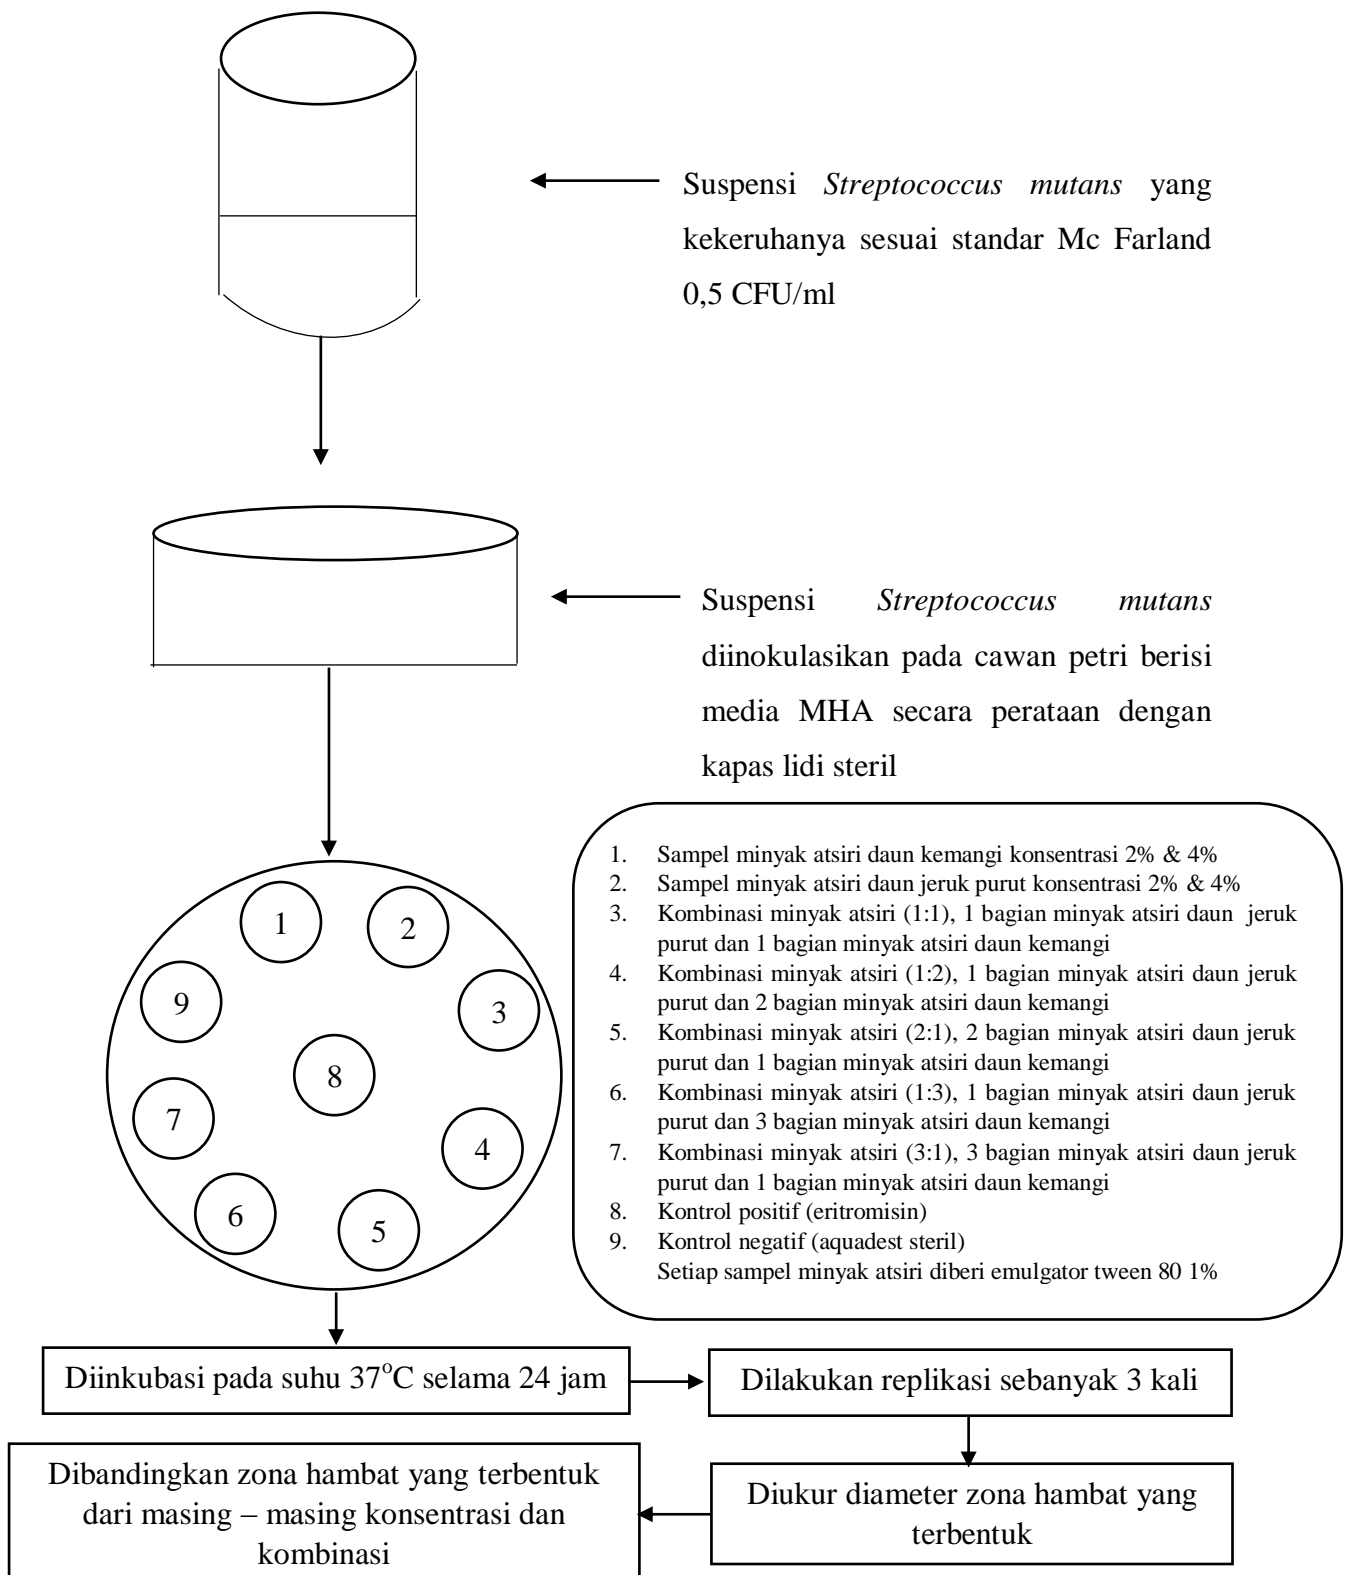 Suspensi Streptococcus mutans yang
kekeruhanya sesuai standar Mc Farland
0,5 CFU/ml
Suspensi Streptococcus mutans
diinokulasikan pada cawan petri berisi
media MHA secara perataan dengan
kapas lidi steril
1
2
3
4
5
6
7
8
9
1. Sampel minyak atsiri daun kemangi konsentrasi 2% & 4%
2. Sampel minyak atsiri daun jeruk purut konsentrasi 2% & 4%
3. Kombinasi minyak atsiri (1:1), 1 bagian minyak atsiri daun jeruk
purut dan 1 bagian minyak atsiri daun kemangi
4. Kombinasi minyak atsiri (1:2), 1 bagian minyak atsiri daun jeruk
purut dan 2 bagian minyak atsiri daun kemangi
5. Kombinasi minyak atsiri (2:1), 2 bagian minyak atsiri daun jeruk
purut dan 1 bagian minyak atsiri daun kemangi
6. Kombinasi minyak atsiri (1:3), 1 bagian minyak atsiri daun jeruk
purut dan 3 bagian minyak atsiri daun kemangi
7. Kombinasi minyak atsiri (3:1), 3 bagian minyak atsiri daun jeruk
purut dan 1 bagian minyak atsiri daun kemangi
8. Kontrol positif (eritromisin)
9. Kontrol negatif (aquadest steril)
Setiap sampel minyak atsiri diberi emulgator tween 80 1%
Diinkubasi pada suhu 37°C selama 24 jam
Dilakukan replikasi sebanyak 3 kali
Diukur diameter zona hambat yang
terbentuk
Dibandingkan zona hambat yang terbentuk
dari masing – masing konsentrasi dan
kombinasi